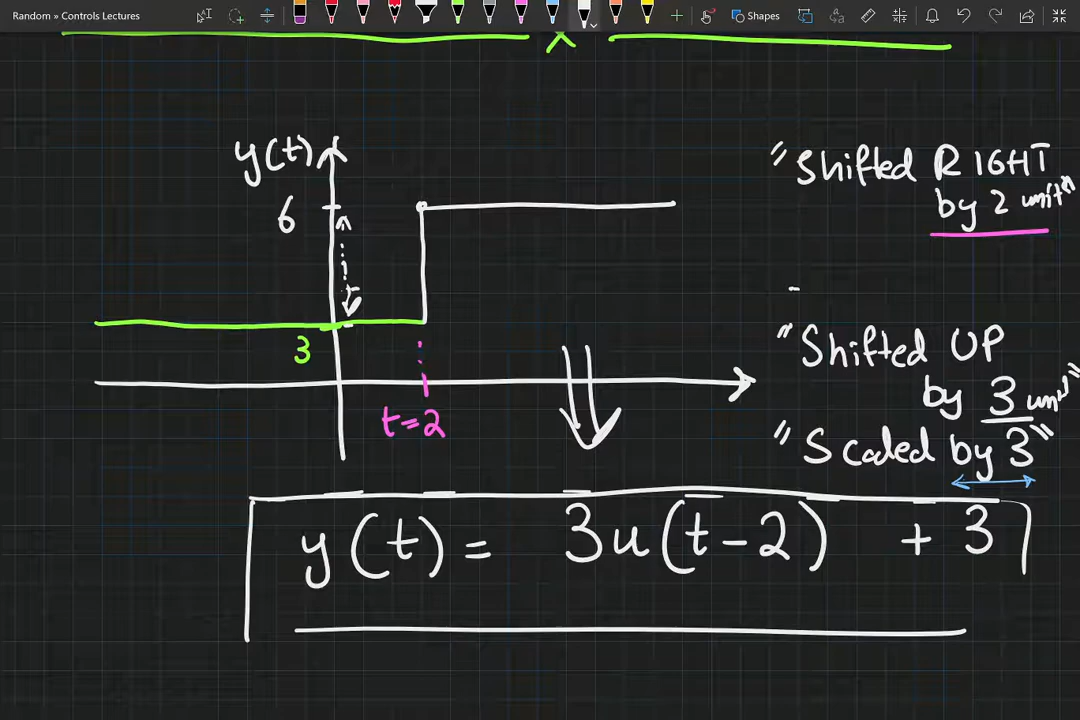 Random » Controls Lectures
Shapes
y(t)
6
3
t=2
"Shifted RIGHT
by 2 unit"
"Shifted UP
by 3 unit"
"Scaled by 3"
y(t) = 3u(t-2) + 3